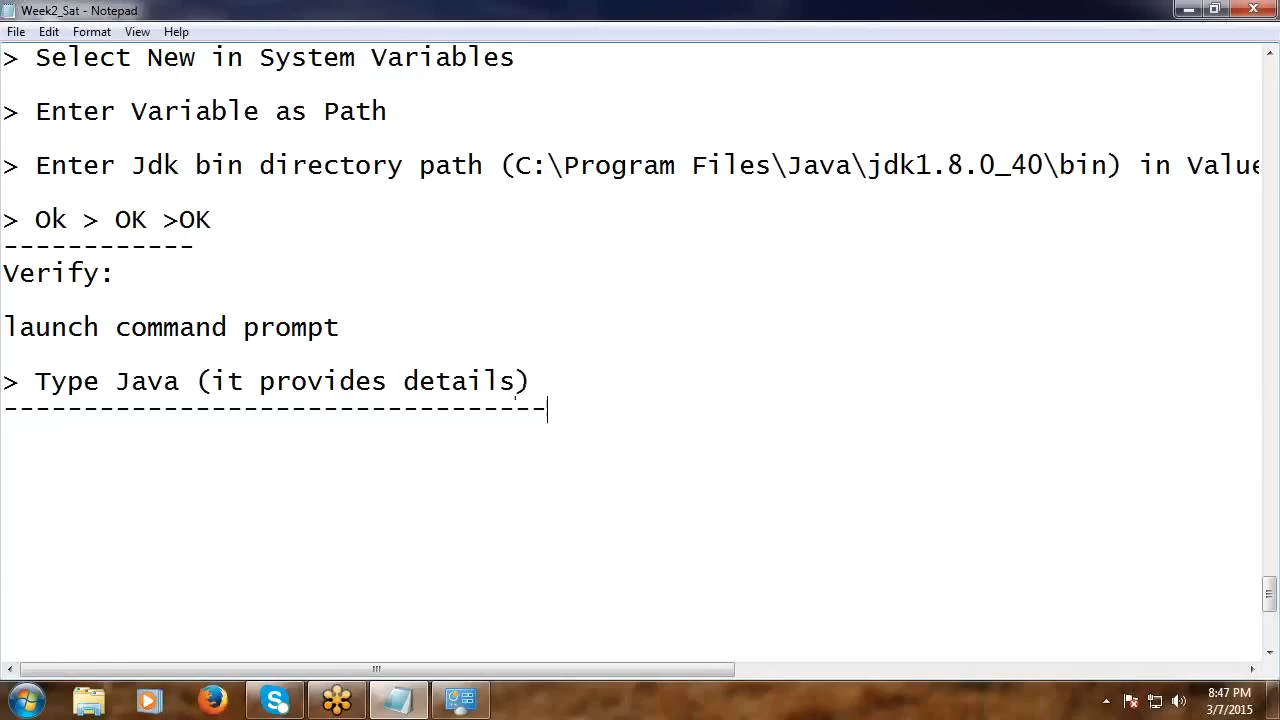 Week2_Sat - Notepad
File Edit Format View Help
> Select New in System Variables
> Enter Variable as Path
> Enter Jdk bin directory path (C:\Program Files\Java\jdk1.8.0_40\bin) in Value
> Ok > OK >OK
------------
Verify:
launch command prompt
> Type Java (it provides details)
----------------------------------
8:47 PM
3/7/2015